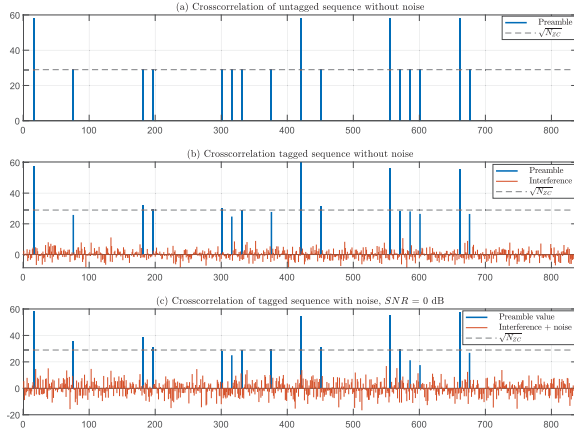 (a) Crosscorrelation of untagged sequence without noise
60
40
20
0
0 100 200 300 400 500 600 700 800
Preamble
√N_ZC
(b) Crosscorrelation tagged sequence without noise
60
40
20
0
0 100 200 300 400 500 600 700 800
Preamble
Interference
√N_ZC
(c) Crosscorrelation of tagged sequence with noise, SNR = 0 dB
60
40
20
0
-20
0 100 200 300 400 500 600 700 800
Preamble value
Interference + noise
√N_ZC